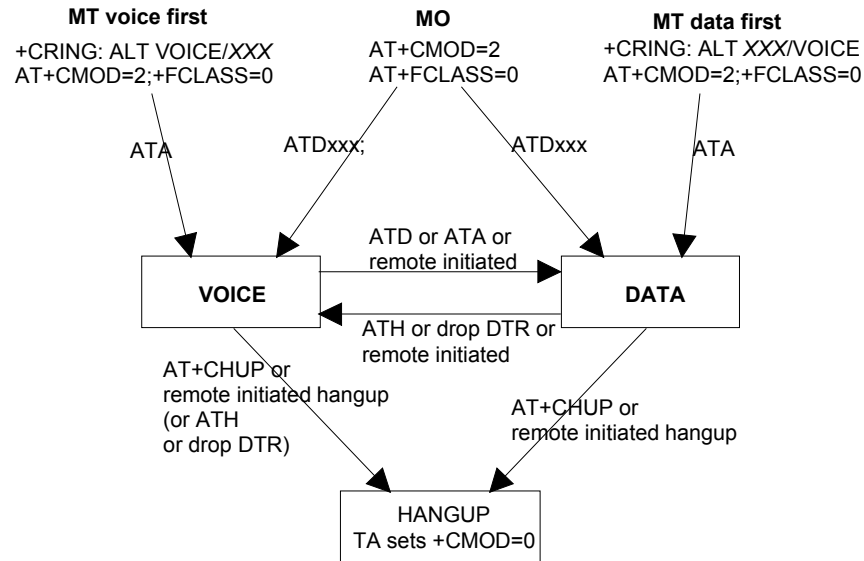 MT voice first
+CRING: ALT VOICE/XXX
AT+CMOD=2;+FCLASS=0
MO
AT+CMOD=2
AT+FCLASS=0
MT data first
+CRING: ALT XXX/VOICE
AT+CMOD=2;+FCLASS=0
ATA
ATDxxx;
ATDxxx
ATA
ATD or ATA or
remote initiated
VOICE
DATA
ATH or drop DTR or
remote initiated
AT+CHUP or
remote initiated hangup
(or ATH
or drop DTR)
AT+CHUP or
remote initiated hangup
HANGUP
TA sets +CMOD=0